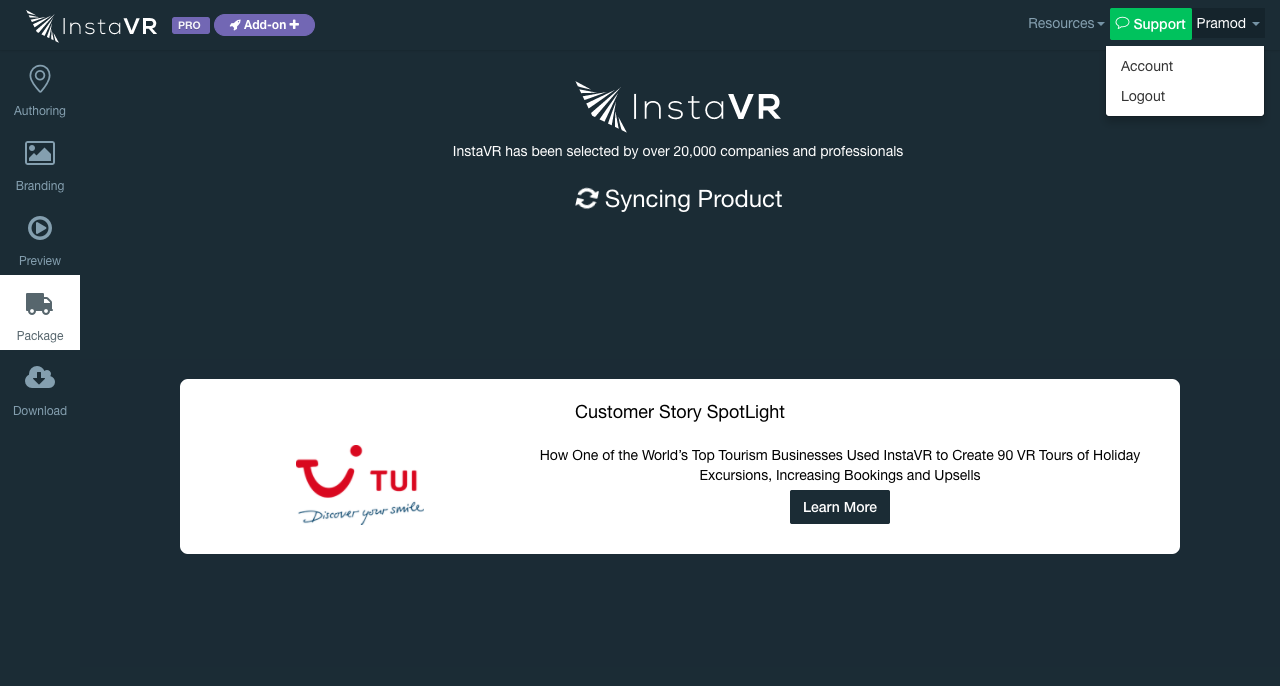 InstaVR PRO Add-on Resources Support Pramod
Account
Logout
Authoring
Branding
Preview
Package
Download
InstaVR
InstaVR has been selected by over 20,000 companies and professionals
Syncing Product
Customer Story SpotLight
TUI
Discover your smile
How One of the World’s Top Tourism Businesses Used InstaVR to Create 90 VR Tours of Holiday
Excursions, Increasing Bookings and Upsells
Learn More